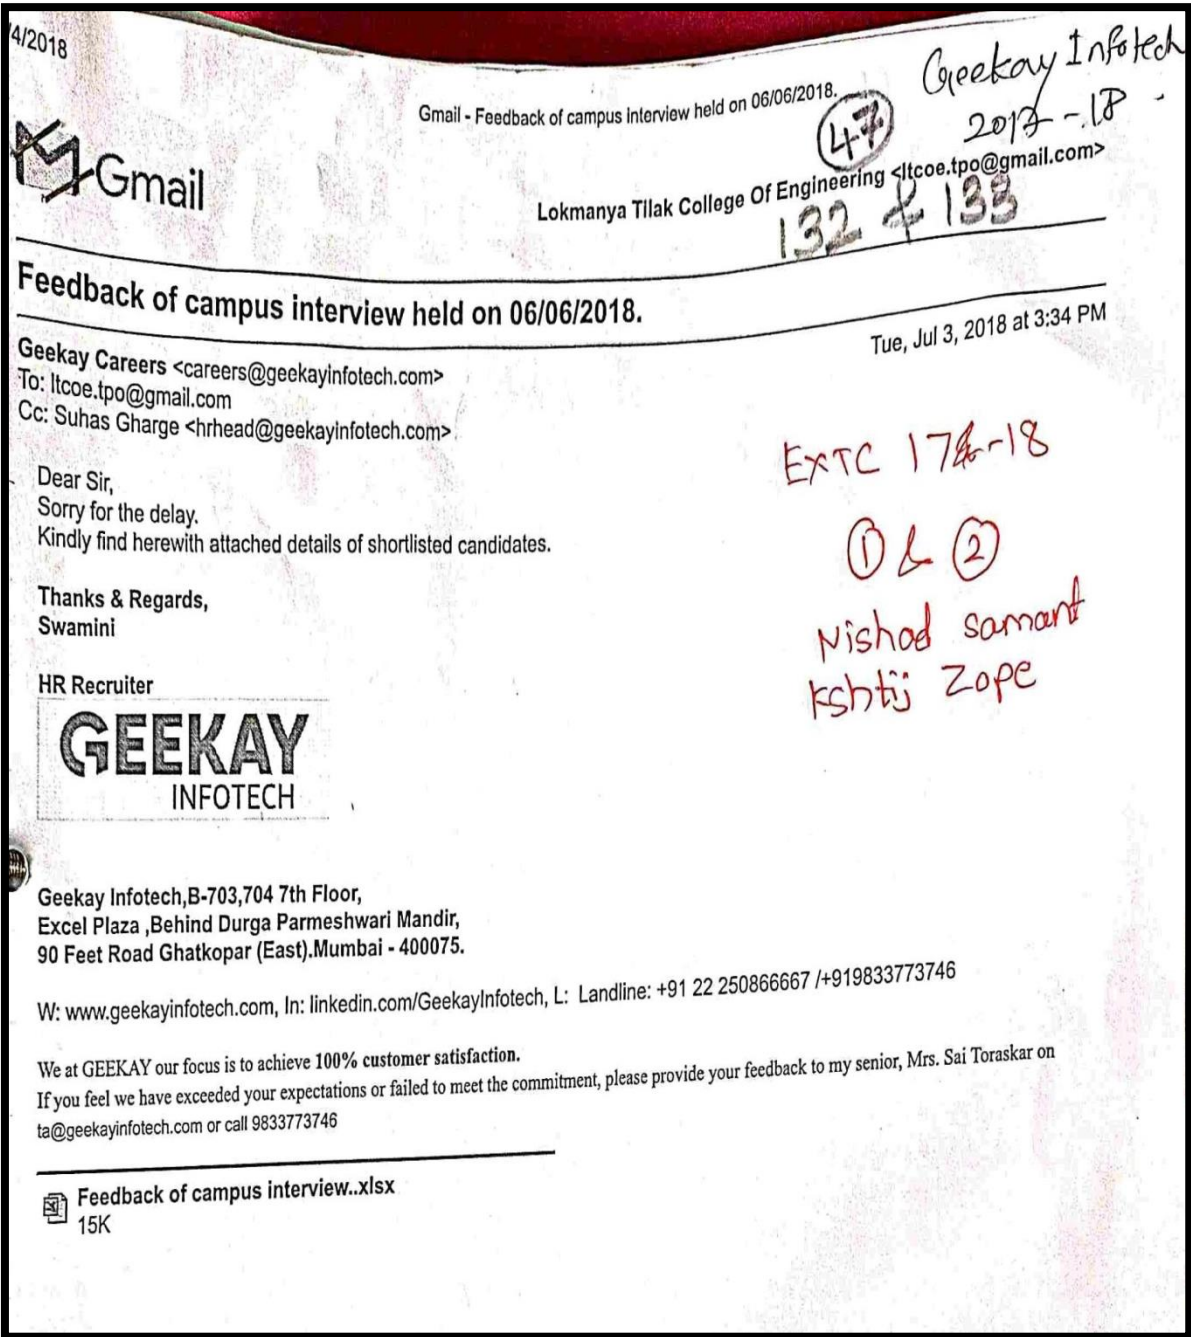 4/2018
Gmail - Feedback of campus interview held on 06/06/2018.
Geekay Infotech
2017-18
47
Gmail
Lokmanya Tilak College Of Engineering <ltcoe.tpo@gmail.com>
132 & 133
Feedback of campus interview held on 06/06/2018.
Tue, Jul 3, 2018 at 3:34 PM
Geekay Careers <careers@geekayinfotech.com>
To: ltcoe.tpo@gmail.com
Cc: Suhas Gharge <hrhead@geekayinfotech.com>
Dear Sir,
Sorry for the delay.
Kindly find herewith attached details of shortlisted candidates.
Thanks & Regards,
Swamini
HR Recruiter
GEEKAY
INFOTECH
EXTC 17-18
1 & 2
Nishad Samant
Kshtij Zope
Geekay Infotech,B-703,704 7th Floor,
Excel Plaza ,Behind Durga Parmeshwari Mandir,
90 Feet Road Ghatkopar (East).Mumbai - 400075.
W: www.geekayinfotech.com, In: linkedin.com/GeekayInfotech, L: Landline: +91 22 250866667 /+919833773746
We at GEEKAY our focus is to achieve 100% customer satisfaction.
If you feel we have exceeded your expectations or failed to meet the commitment, please provide your feedback to my senior, Mrs. Sai Toraskar on
ta@geekayinfotech.com or call 9833773746
Feedback of campus interview..xlsx
15K